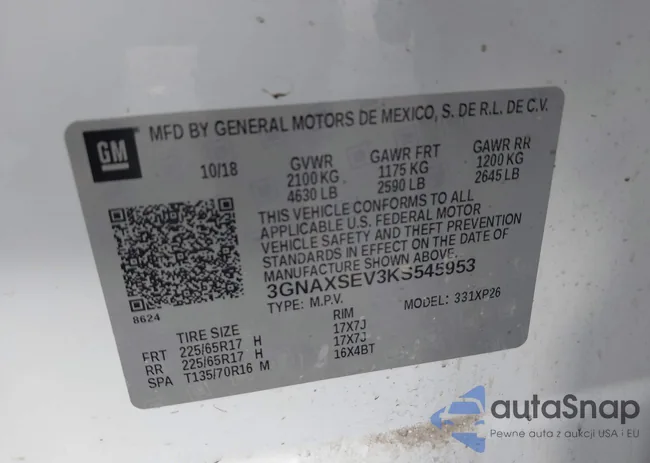 GM
MFD BY GENERAL MOTORS DE MEXICO, S. DE R.L. DE C.V.
10/18 GVWR GAWR FRT GAWR RR
2100 KG 1175 KG 1200 KG
4630 LB 2590 LB 2645 LB
THIS VEHICLE CONFORMS TO ALL
APPLICABLE U.S. FEDERAL MOTOR
VEHICLE SAFETY AND THEFT PREVENTION
STANDARDS IN EFFECT ON THE DATE OF
MANUFACTURE SHOWN ABOVE.
3GNAXSEV3KS545953
TYPE: M.P.V. MODEL: 331XP26
8624
TIRE SIZE RIM
FRT 225/65R17 H 17X7J
RR 225/65R17 H 17X7J
SPA T135/70R16 M 16X4BT
autaSnap
Pewne auta z aukcji USA i EU